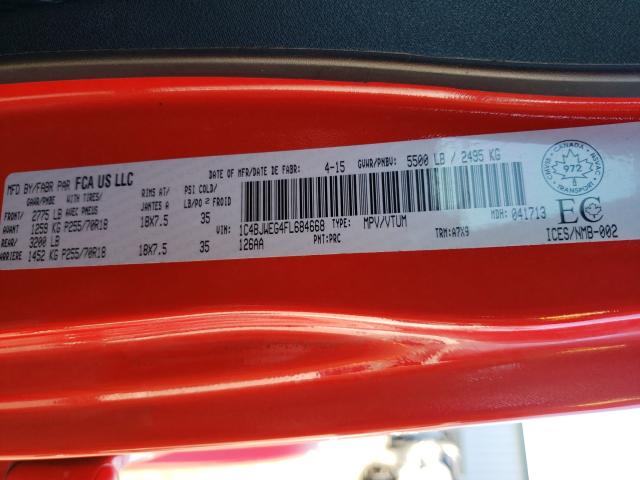 MFD BY/FABR PAR FCA US LLC
DATE OF MFR/DATE DE FABR: 4-15 GVWR/PNBV: 5500 LB / 2495 KG
GAWR/PNBE WITH TIRES/ RIMS AT/ PSI COLD/
AVEC PNEUS JANTES A LB/PO² FROID
FRONT/ 2775 LB
AVANT 1259 KG P255/70R18 18X7.5 35
REAR/ 3200 LB
ARRIERE 1452 KG P255/70R18 18X7.5 35
VIN: 1C4BJWEG4FL684668 TYPE: MPV/VTUM MDH: 041713
126AA PNT:PRC TRM:A7X9
CANADA
972
TRANSPORT
EC
ICES/NMB-002